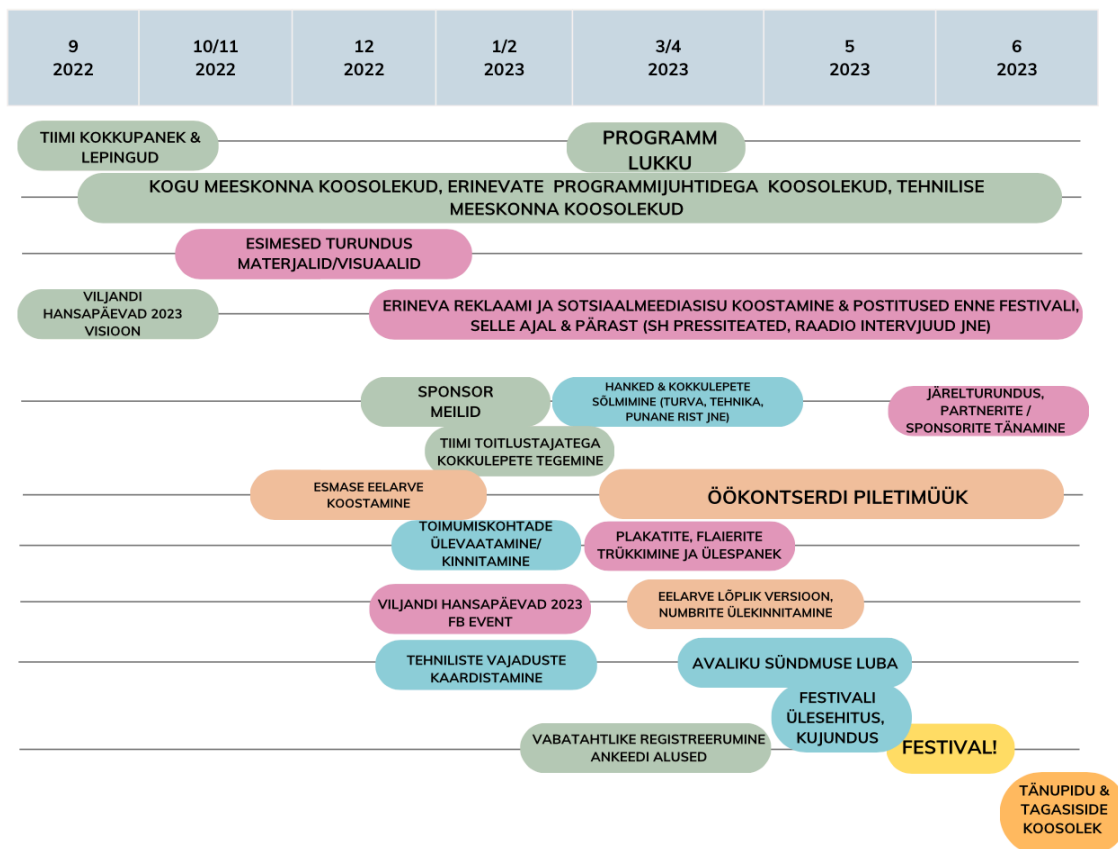 9
2022
10/11
2022
12
2022
1/2
2023
3/4
2023
5
2023
6
2023
TIIMI KOKKUPANEK &
LEPINGUD
PROGRAMM
LUKKU
KOGU MEESKONNA KOOSOLEKUD, ERINEVATE PROGRAMMIJUHTIDEGA KOOSOLEKUD, TEHNILISE
MEESKONNA KOOSOLEKUD
ESIMESED TURUNDUS
MATERJALID/VISUAALID
VILJANDI
HANSAPÄEVAD 2023
VISIOON
ERINEVA REKLAAMI JA SOTSIAALMEEDIASISU KOOSTAMINE & POSTITUSED ENNE FESTIVALI,
SELLE AJAL & PÄRAST (SH PRESSITEATED, RAADIO INTERVJUUD JNE)
SPONSOR
MEILID
HANKED & KOKKULEPETE
SÕLMIMINE (TURVA, TEHNIKA,
PUNANE RIST JNE)
JÄRELTURUNDUS,
PARTNERITE /
SPONSORITE TÄNAMINE
TIIMI TOITLUSTAJATEGA
KOKKULEPETE TEGEMINE
ESMASE EELARVE
KOOSTAMINE
ÖÖKONTSERDI PILETIMÜÜK
TOIMUMISKOHTADE
ÜLEVAATAMINE/
KINNITAMINE
PLAKATITE, FLAIERITE
TRÜKKIMINE JA ÜLESPANEK
VILJANDI HANSAPÄEVAD 2023
FB EVENT
EELARVE LÕPLIK VERSIOON,
NUMBRITE ÜLEKINNITAMINE
TEHNILISTE VAJADUSTE
KAARDISTAMINE
AVALIKU SÜNDMUSE LUBA
FESTIVALI
ÜLESEHITUS,
KUJUNDUS
VABATAHTLIKE REGISTREERUMINE
ANKEEDI ALUSED
FESTIVAL!
TÄNUPIDU &
TAGASISIDE
KOOSOLEK